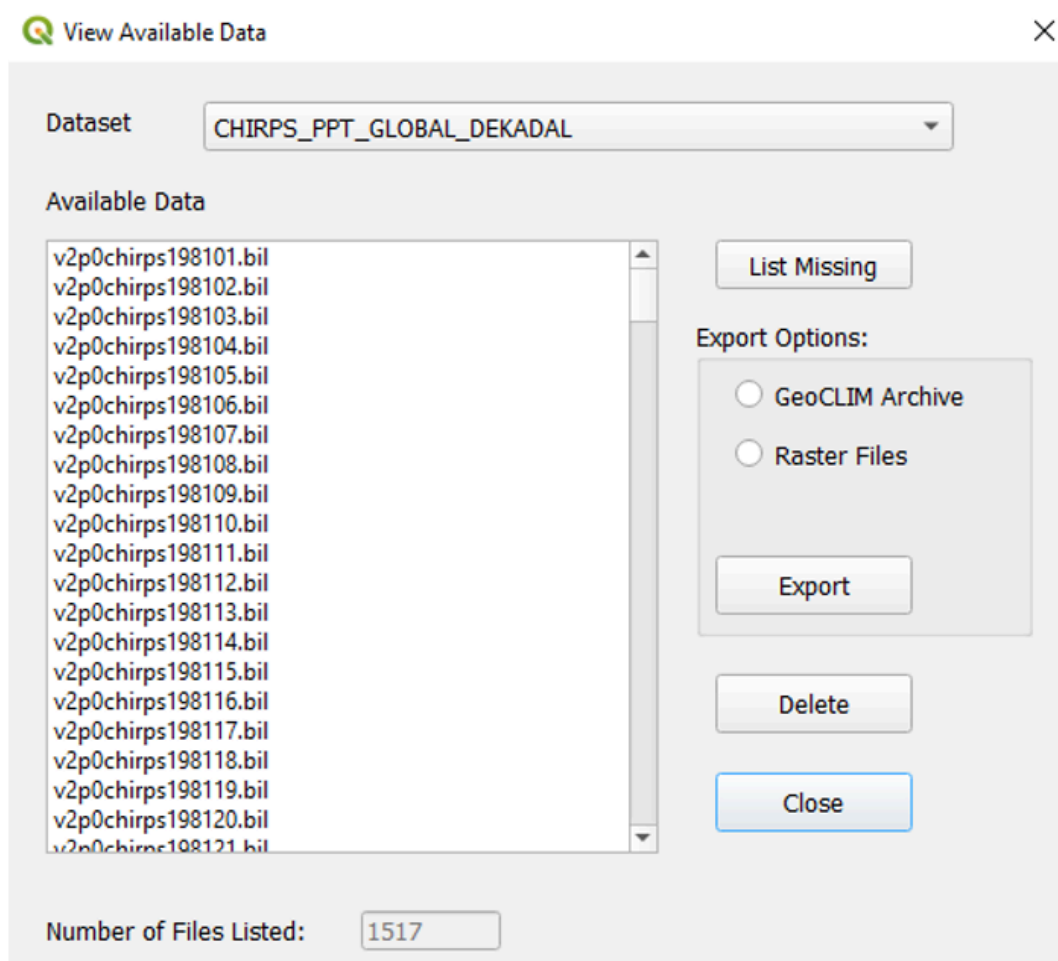 View Available Data
Dataset
CHIRPS_PPT_GLOBAL_DEKADAL
Available Data
v2p0chirps198101.bil
v2p0chirps198102.bil
v2p0chirps198103.bil
v2p0chirps198104.bil
v2p0chirps198105.bil
v2p0chirps198106.bil
v2p0chirps198107.bil
v2p0chirps198108.bil
v2p0chirps198109.bil
v2p0chirps198110.bil
v2p0chirps198111.bil
v2p0chirps198112.bil
v2p0chirps198113.bil
v2p0chirps198114.bil
v2p0chirps198115.bil
v2p0chirps198116.bil
v2p0chirps198117.bil
v2p0chirps198118.bil
v2p0chirps198119.bil
v2p0chirps198120.bil
v2p0chirps198121.bil
List Missing
Export Options:
GeoCLIM Archive
Raster Files
Export
Delete
Close
Number of Files Listed: 1517